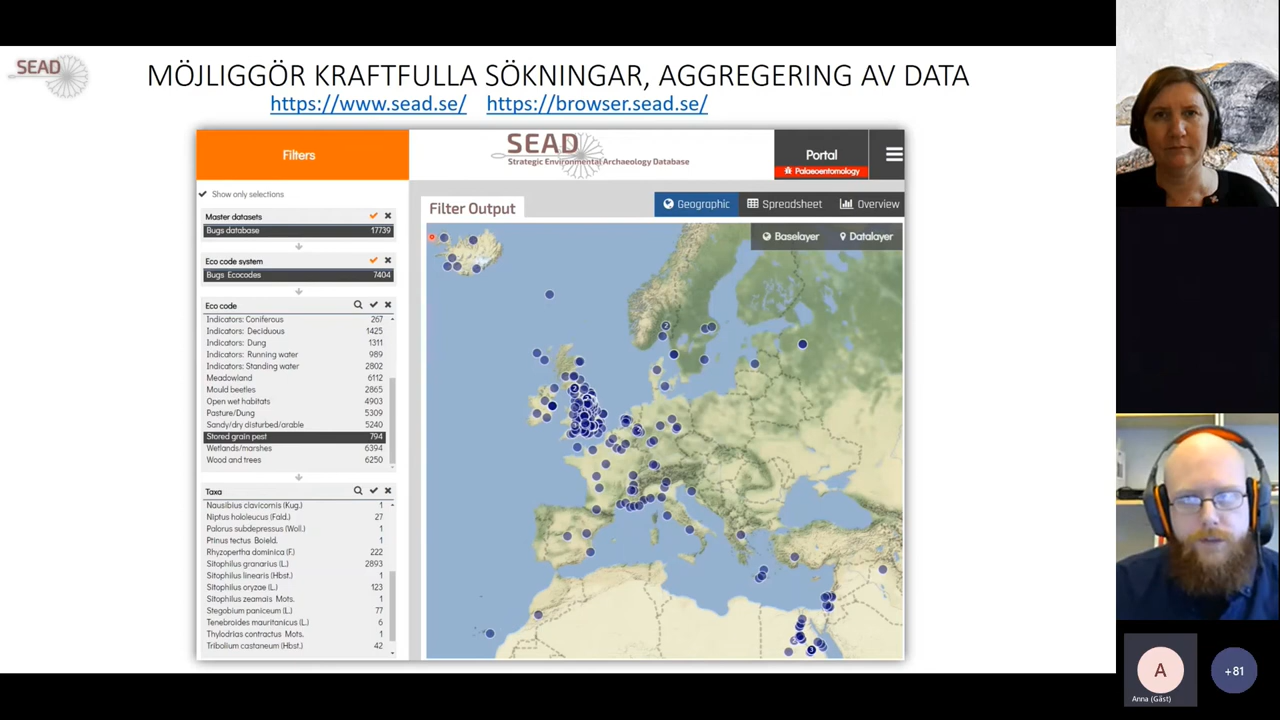 SEAD
MÖJLIGGÖR KRAFTFULLA SÖKNINGAR, AGGREGERING AV DATA
https://www.sead.se/ https://browser.sead.se/
Filters
SEAD
Strategic Environmental Archaeology Database
Portal
Palaeoentomology
Show only selections
Filter Output
Geographic
Spreadsheet
Overview
Baselayer
Datalayer
Master datasets
Bugs database 17739
Eco code system
Bugs Ecocodes 7404
Eco code
Indicators: Coniferous 267
Indicators: Deciduous 1425
Indicators: Dung 1311
Indicators: Running water 989
Indicators: Standing water 2802
Meadowland 6112
Mould beetles 2865
Open wet habitats 4903
Pasture/Dung 5309
Sandy/dry disturbed/arable 5240
Stored grain pest 794
Wetlands/marshes 6394
Wood and trees 6250
Taxa
Nausibius clavicornis (Kug.) 1
Niptus hololeucus (Fald.) 27
Palorus subdepressus (Woll.) 1
Ptinus tectus Boield. 1
Rhyzopertha dominica (F.) 222
Sitophilus granarius (L.) 2893
Sitophilus linearis (Hbst.) 1
Sitophilus oryzae (L.) 123
Sitophilus zeamais Mots. 1
Stegobium paniceum (L.) 77
Tenebroides mauritanicus (L.) 6
Thylodrias contractus Mots. 1
Tribolium castaneum (Hbst.) 42
A
Anna (Gäst)
+81